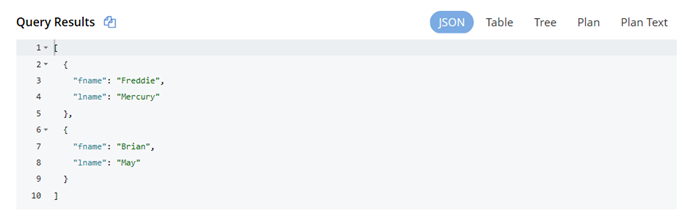 Query Results JSON Table Tree Plan Plan Text
1 [
2 {
3 "fname": "Freddie",
4 "lname": "Mercury"
5 },
6 {
7 "fname": "Brian",
8 "lname": "May"
9 }
10 ]